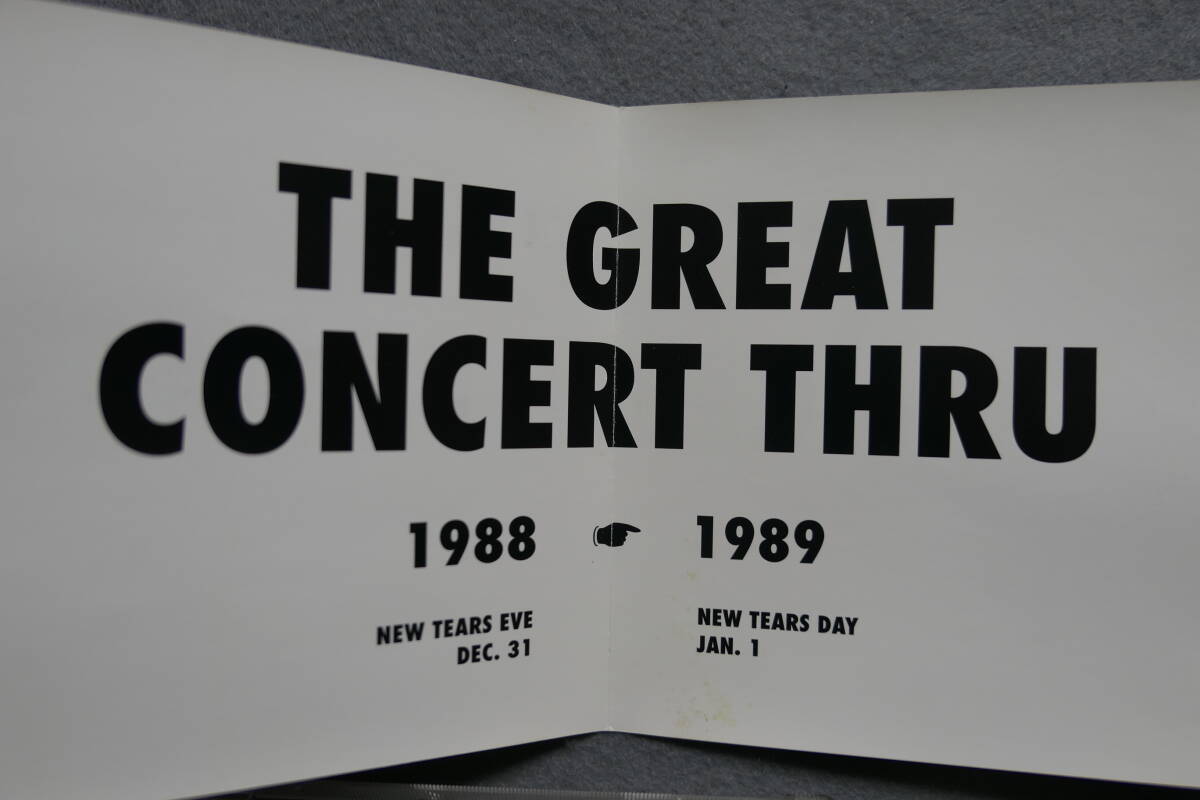 THE GREAT
CONCERT THRU
1988 ☛ 1989
NEW TEARS EVE
DEC. 31
NEW TEARS DAY
JAN. 1